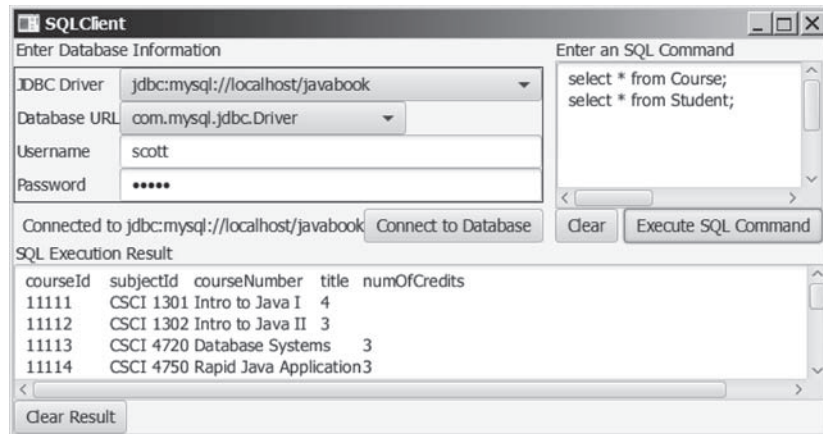 SQLClient
Enter Database Information
JDBC Driver jdbc:mysql://localhost/javabook
Database URL com.mysql.jdbc.Driver
Username scott
Password •••••
Connected to jdbc:mysql://localhost/javabook Connect to Database
Enter an SQL Command
select * from Course;
select * from Student;
Clear Execute SQL Command
SQL Execution Result
courseId subjectId courseNumber title numOfCredits
11111 CSCI 1301 Intro to Java I 4
11112 CSCI 1302 Intro to Java II 3
11113 CSCI 4720 Database Systems 3
11114 CSCI 4750 Rapid Java Application 3
Clear Result